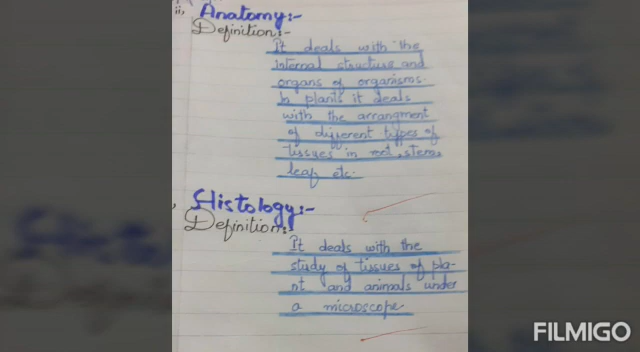 ii, Anatomy:-
Definition:-
It deals with the
internal structure and
organs of organisms.
In plants it deals
with the arrangment
of different types of
tissues in root, stem,
leaf etc.
Histology:-
Definition:-
It deals with the
study of tissues of pla-
nt and animals under
a microscope
FILMIGO